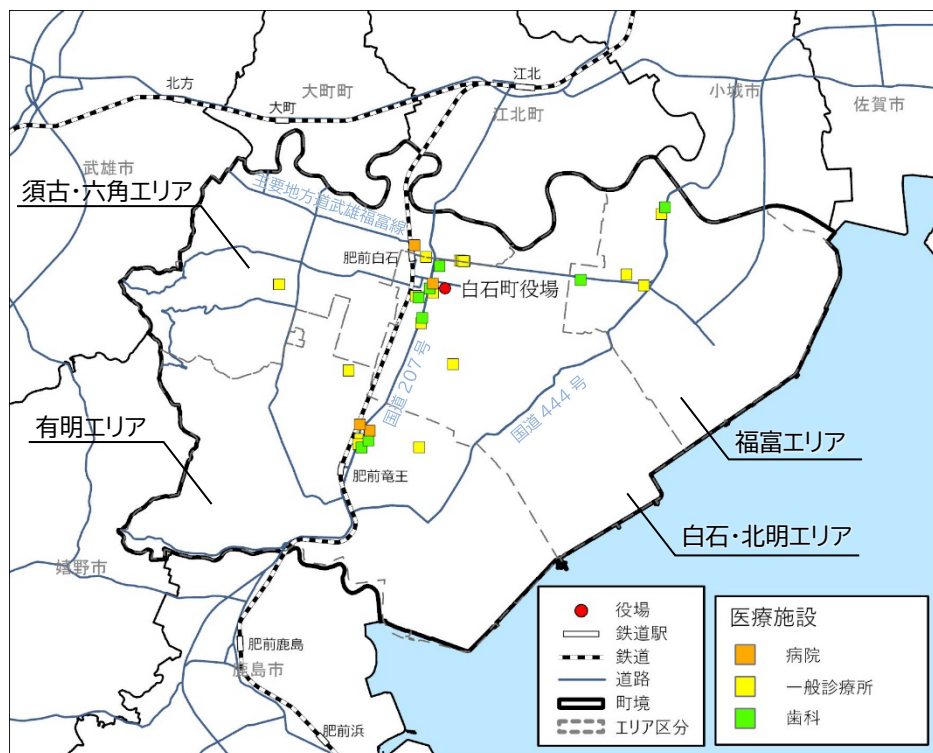 江北
北方
大町町
小城市
大町
江北町
佐賀市
武雄市
須古・六角エリア
主要地方道武雄福富線
肥前白石
白石町役場
国道 207 号
有明エリア
国道 444 号
福富エリア
肥前竜王
白石・北明エリア
嬉野市
肥前鹿島
鹿島市
肥前浜
役場
鉄道駅
鉄道
道路
町境
エリア区分
医療施設
病院
一般診療所
歯科